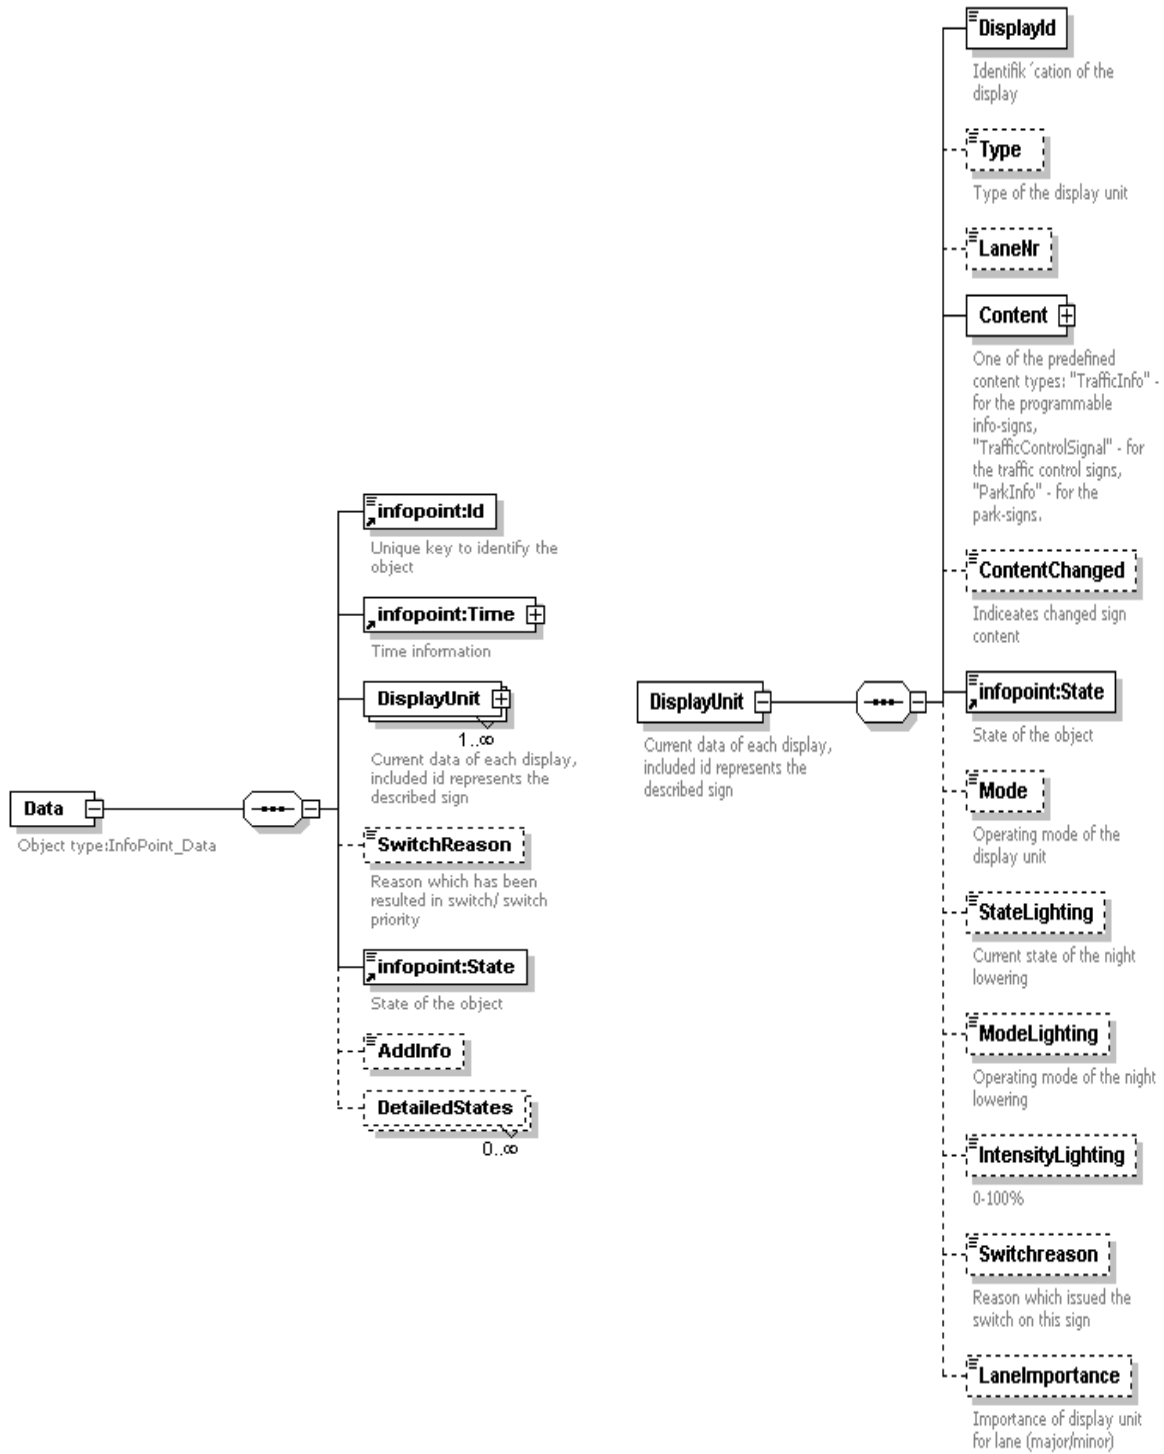 Data
Object type:InfoPoint_Data
infopoint:Id
Unique key to identify the
object
infopoint:Time
Time information
DisplayUnit
1..∞
Current data of each display,
included id represents the
described sign
SwitchReason
Reason which has been
resulted in switch/ switch
priority
infopoint:State
State of the object
AddInfo
DetailedStates
0..∞
DisplayUnit
Current data of each display,
included id represents the
described sign
DisplayId
Identifik´cation of the
display
Type
Type of the display unit
LaneNr
Content
One of the predefined
content types: "TrafficInfo" -
for the programmable
info-signs,
"TrafficControlSignal" - for
the traffic control signs,
"ParkInfo" - for the
park-signs.
ContentChanged
Indiceates changed sign
content
infopoint:State
State of the object
Mode
Operating mode of the
display unit
StateLighting
Current state of the night
lowering
ModeLighting
Operating mode of the night
lowering
IntensityLighting
0-100%
Switchreason
Reason which issued the
switch on this sign
LaneImportance
Importance of display unit
for lane (major/minor)